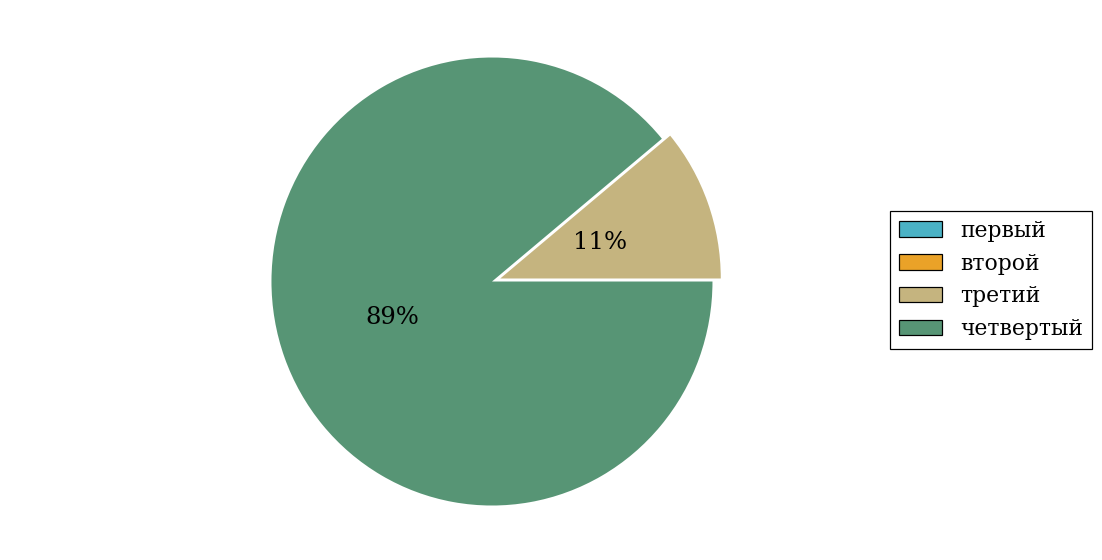 11%
89%
первый
второй
третий
четвертый